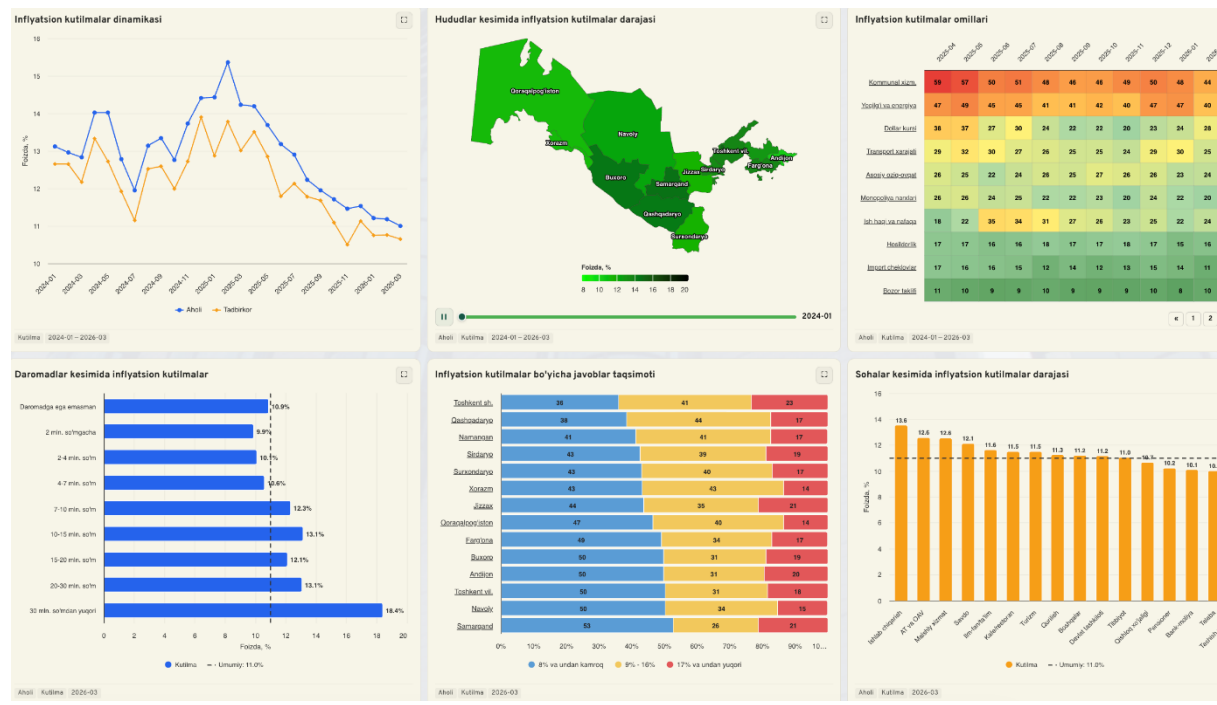 Inflyatsion kutilmalar dinamikasi
16
15
14
13
12
11
10
Foizda, %
2024-01 2024-03 2024-05 2024-07 2024-09 2024-11 2025-01 2025-03 2025-05 2025-07 2025-09 2025-11 2026-01 2026-03
Aholi Tadbirkor
Aholi Kutilma 2024-01 – 2026-03
Hududlar kesimida inflyatsion kutilmalar darajasi
Qoraqalpog'iston
Xorazm
Navoiy
Buxoro
Samarqand
Jizzax
Sirdaryo
Toshkent vil.
Andijon
Farg'ona
Qashqadaryo
Surxondaryo
Foizda, %
8 10 12 14 16 18 20
2024-01
Aholi Kutilma 2024-01 – 2026-03
Inflyatsion kutilmalar omillari
2025-04 2025-05 2025-06 2025-07 2025-08 2025-09 2025-10 2025-11 2025-12 2026-01
Kommunal xizm. 59 57 50 51 48 46 46 49 50 48 44
Yoqilg'i va energiya 47 49 45 45 41 41 42 40 47 47 40
Dollar kursi 38 37 27 30 24 22 22 20 23 24 28
Transport xarajati 29 32 30 27 26 25 25 24 29 30 25
Asosiy oziq-ovqat 26 25 22 24 26 25 27 26 26 23 24
Monopoliya narxlari 26 26 24 25 22 22 23 20 24 22 20
Ish haqi va nafaqa 18 22 35 34 31 27 26 23 25 22 24
Hosildorlik 17 17 16 16 18 17 17 18 17 15 16
Import cheklovlar 17 16 16 15 12 14 12 13 15 14 11
Bozor taklifi 11 10 9 9 10 9 9 9 10 8 10
« 1 2
Aholi Kutilma 2024-01 – 2026-03
Daromadlar kesimida inflyatsion kutilmalar
Daromadga ega emasman 10.9%
2 mln. so'mgacha 9.9%
2-4 mln. so'm 10.1%
4-7 mln. so'm 10.6%
7-10 mln. so'm 12.3%
10-15 mln. so'm 13.1%
15-20 mln. so'm 12.1%
20-30 mln. so'm 13.1%
30 mln. so'mdan yuqori 18.4%
0 2 4 6 8 10 12 14 16 18 20
Foizda, %
Kutilma Umumiy: 11.0%
Aholi Kutilma 2026-03
Inflyatsion kutilmalar bo'yicha javoblar taqsimoti
Toshkent sh. 36 41 23
Qashqadaryo 38 44 17
Namangan 41 41 17
Sirdaryo 43 39 19
Surxondaryo 43 40 17
Xorazm 43 43 14
Jizzax 44 35 21
Qoraqalpog'iston 47 40 14
Farg'ona 49 34 17
Buxoro 50 31 19
Andijon 50 31 20
Toshkent vil. 50 31 18
Navoiy 50 34 15
Samarqand 53 26 21
0% 10% 20% 30% 40% 50% 60% 70% 80% 90% 10...
8% va undan kamroq 9% - 16% 17% va undan yuqori
Aholi Kutilma 2026-03
Sohalar kesimida inflyatsion kutilmalar darajasi
16
14
12
10
8
6
4
2
0
Foizda, %
13.6 12.6 12.6 12.1 11.6 11.5 11.5 11.3 11.2 11.2 11.0 10.7 10.2 10.1 10.
Ishlab chiqarish AT va OAV Maishiy xizmat Savdo Ilm-fan/ta'lim Kafe/restoran Turizm Qurilish Boshqalar Davlat tashkiloti Tibbiyot Qishloq xo'jaligi Pensioner Bank-moliya Talaba
Kutilma Umumiy: 11.0%
Aholi Kutilma 2026-03